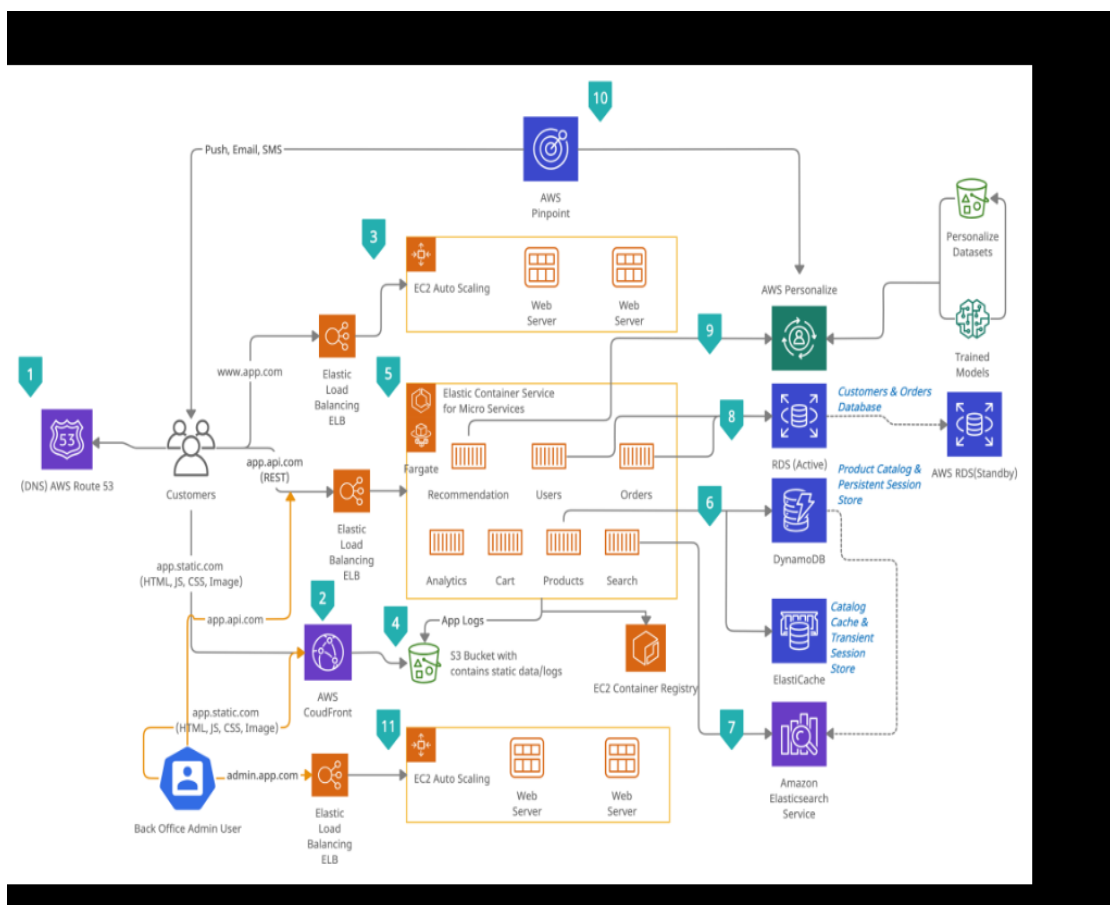 10
Push, Email, SMS
AWS
Pinpoint
3
EC2 Auto Scaling
Web
Server
Web
Server
Personalize
Datasets
AWS Personalize
Trained
Models
1
53
(DNS) AWS Route 53
Customers
www.app.com
Elastic
Load
Balancing
ELB
9
5
Elastic Container Service
for Micro Services
Fargate
Recommendation
Users
Orders
8
Customers & Orders
Database
RDS (Active)
AWS RDS(Standby)
app.api.com
(REST)
Elastic
Load
Balancing
ELB
Analytics
Cart
Products
Search
6
Product Catalog &
Persistent Session
Store
DynamoDB
app.static.com
(HTML, JS, CSS, Image)
app.api.com
2
AWS
CoudFront
4
App Logs
S3 Bucket with
contains static data/logs
EC2 Container Registry
Catalog
Cache &
Transient
Session
Store
ElastiCache
7
Amazon
Elasticsearch
Service
app.static.com
(HTML, JS, CSS, Image)
11
EC2 Auto Scaling
Web
Server
Web
Server
admin.app.com
Back Office Admin User
Elastic
Load
Balancing
ELB